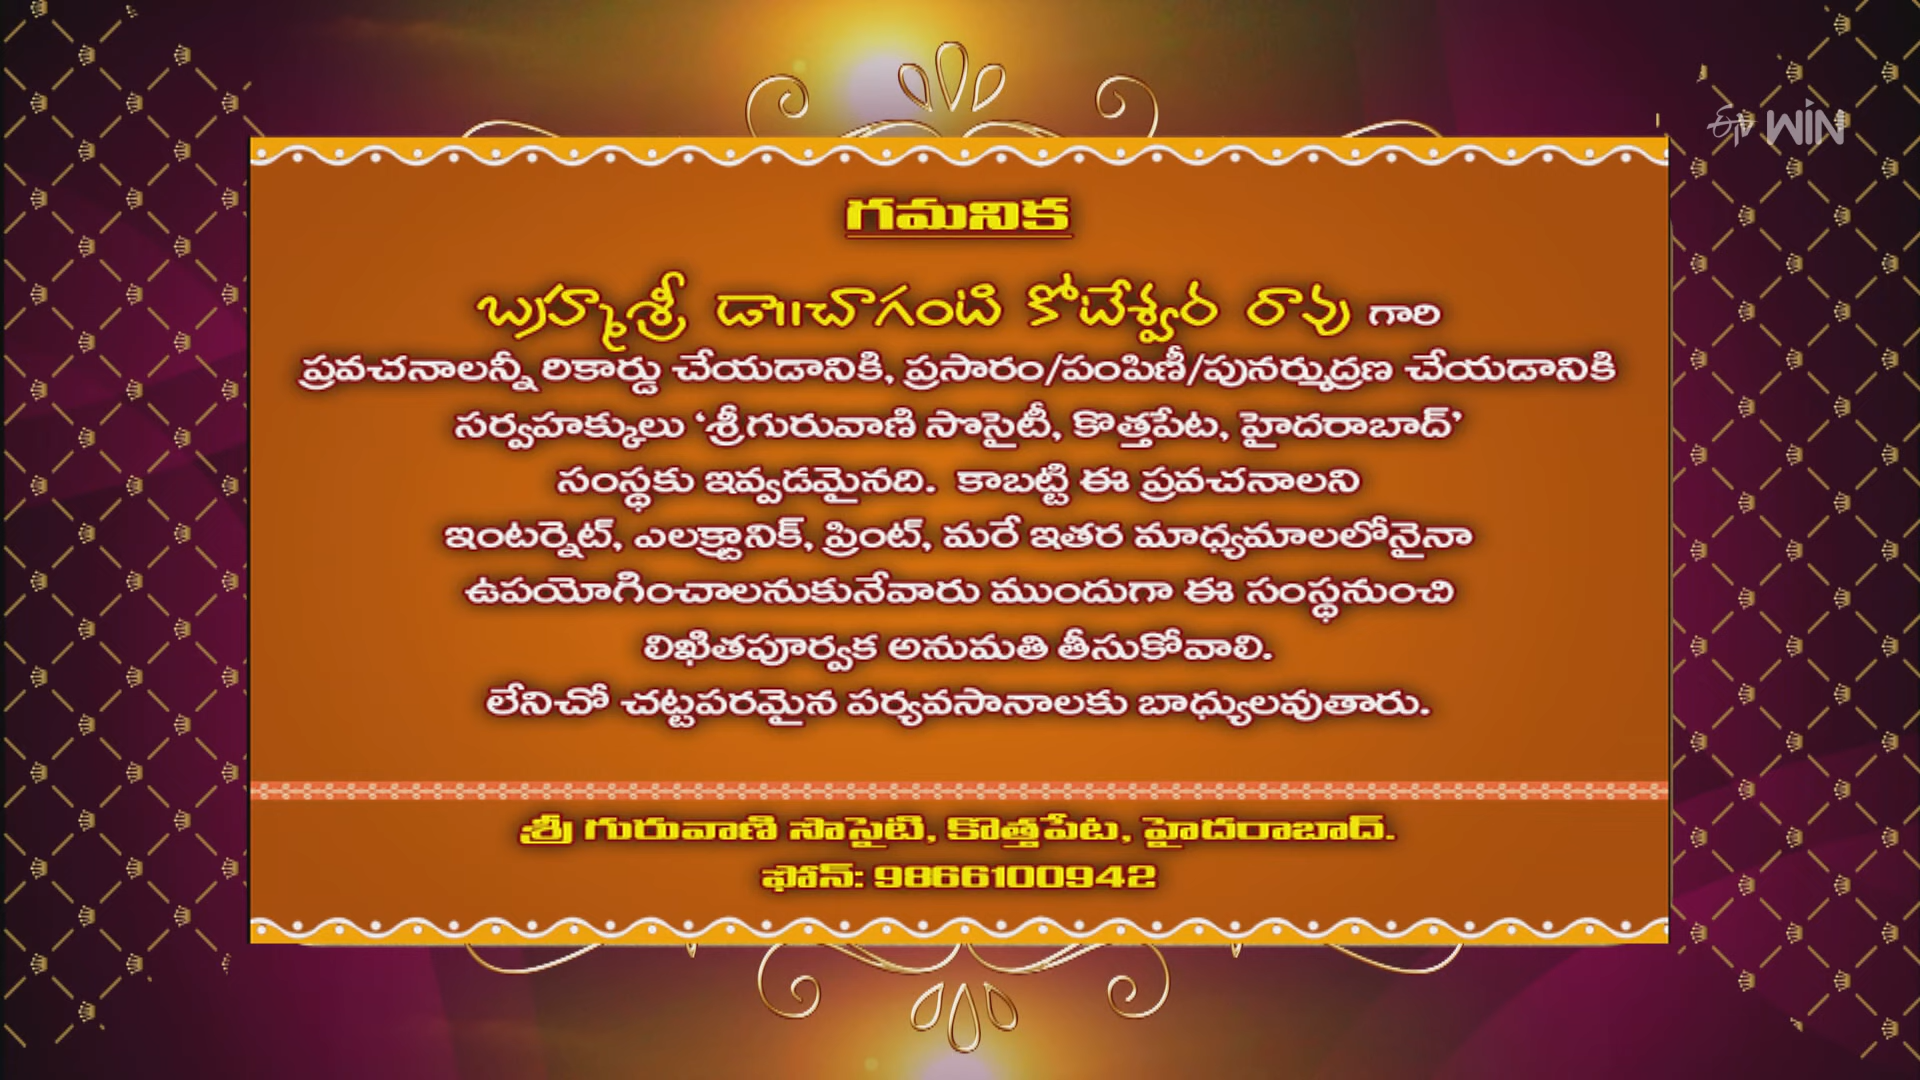 ఈటీవీ WIN
గమనిక
బ్రహ్మశ్రీ డా॥చాగంటి కోటేశ్వర రావు గారి
ప్రవచనాలన్నీ రికార్డు చేయడానికి, ప్రసారం/పంపిణీ/పునర్ముద్రణ చేయడానికి
సర్వహక్కులు ‘శ్రీగురువాణి సొసైటీ, కొత్తపేట, హైదరాబాద్’
సంస్థకు ఇవ్వడమైనది. కాబట్టి ఈ ప్రవచనాలని
ఇంటర్నెట్, ఎలక్ట్రానిక్, ప్రింట్, మరే ఇతర మాధ్యమాలలోనైనా
ఉపయోగించాలనుకునేవారు ముందుగా ఈ సంస్థనుంచి
లిఖితపూర్వక అనుమతి తీసుకోవాలి.
లేనిచో చట్టపరమైన పర్యవసానాలకు బాధ్యులవుతారు.
శ్రీ గురువాణి సొసైటి, కొత్తపేట, హైదరాబాద్.
ఫోన్: 9866100942